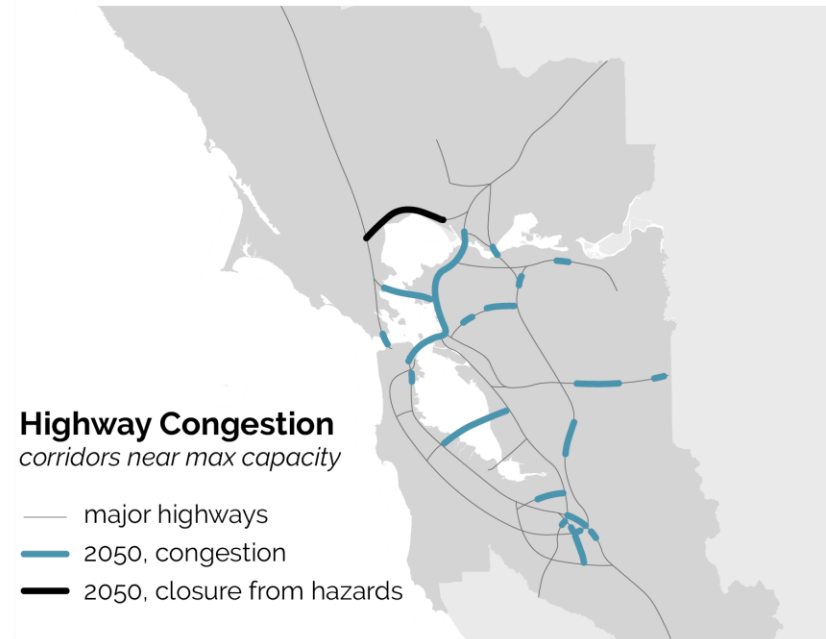 Highway Congestion
corridors near max capacity
major highways
2050, congestion
2050, closure from hazards